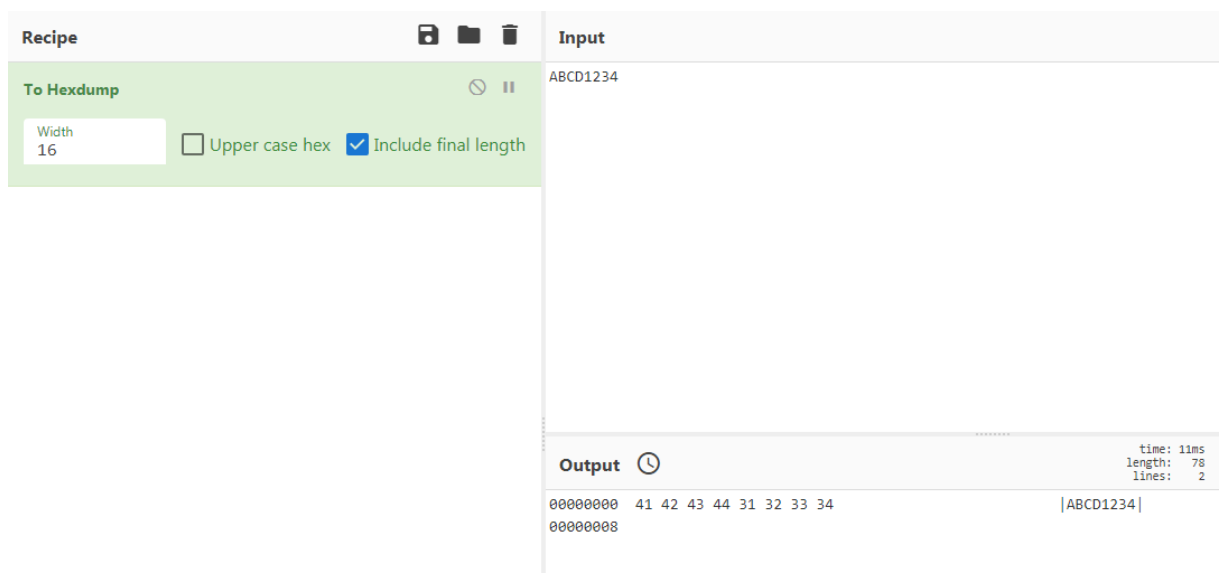 Recipe
To Hexdump
Width
16
Upper case hex
Include final length
Input
ABCD1234
Output
time: 11ms
length: 78
lines: 2
00000000  41 42 43 44 31 32 33 34                          |ABCD1234|
00000008